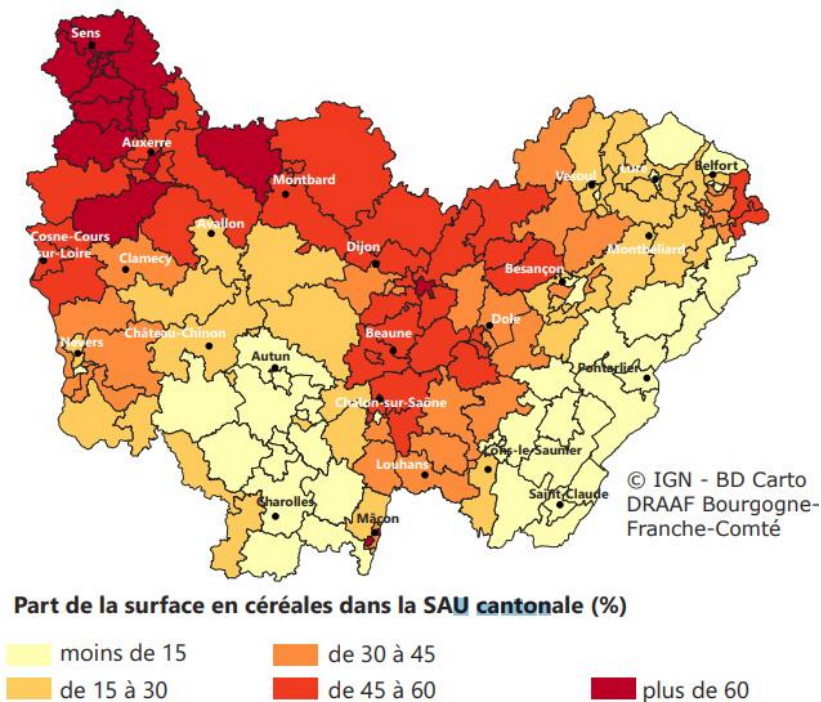 Sens
Auxerre
Montbard
Vesoul
Lure
Belfort
Avallon
Cosne-Cours
sur-Loire
Clamecy
Dijon
Montbéliard
Besançon
Dole
Beaune
Nevers
Château-Chinon
Autun
Pontarlier
Chalon-sur-Saône
Lons-le-Saunier
Louhans
Saint-Claude
Charolles
Mâcon
© IGN - BD Carto
DRAAF Bourgogne-
Franche-Comté
Part de la surface en céréales dans la SAU cantonale (%)
moins de 15
de 30 à 45
de 15 à 30
de 45 à 60
plus de 60